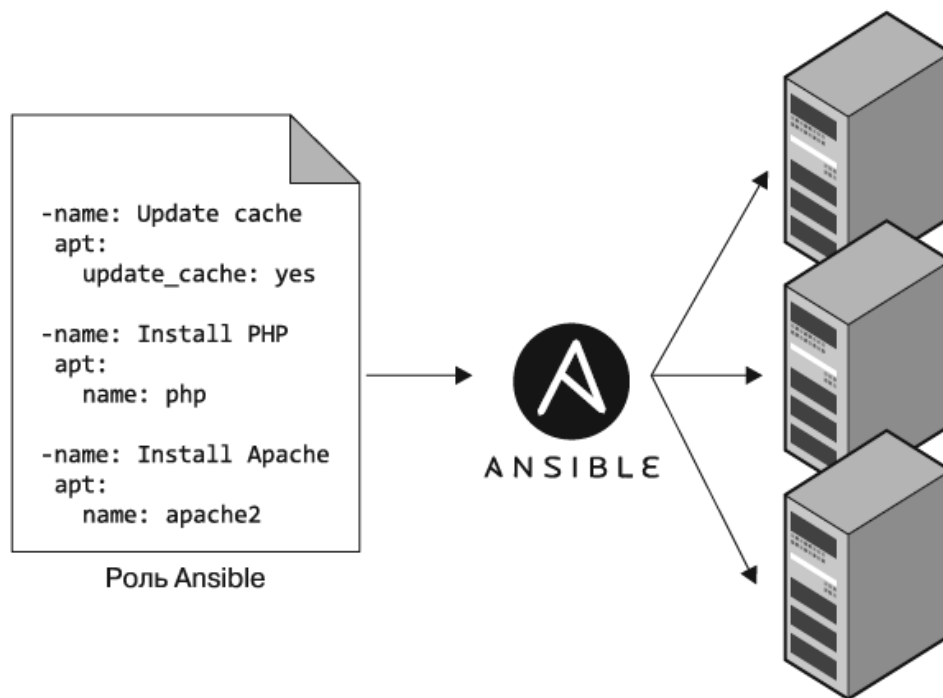 -name: Update cache
apt:
update_cache: yes
-name: Install PHP
apt:
name: php
-name: Install Apache
apt:
name: apache2
Роль Ansible
ANSIBLE